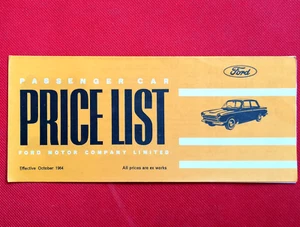 Ford
PASSENGER CAR
PRICE LIST
FORD MOTOR COMPANY LIMITED
Effective October 1964 All prices are ex works